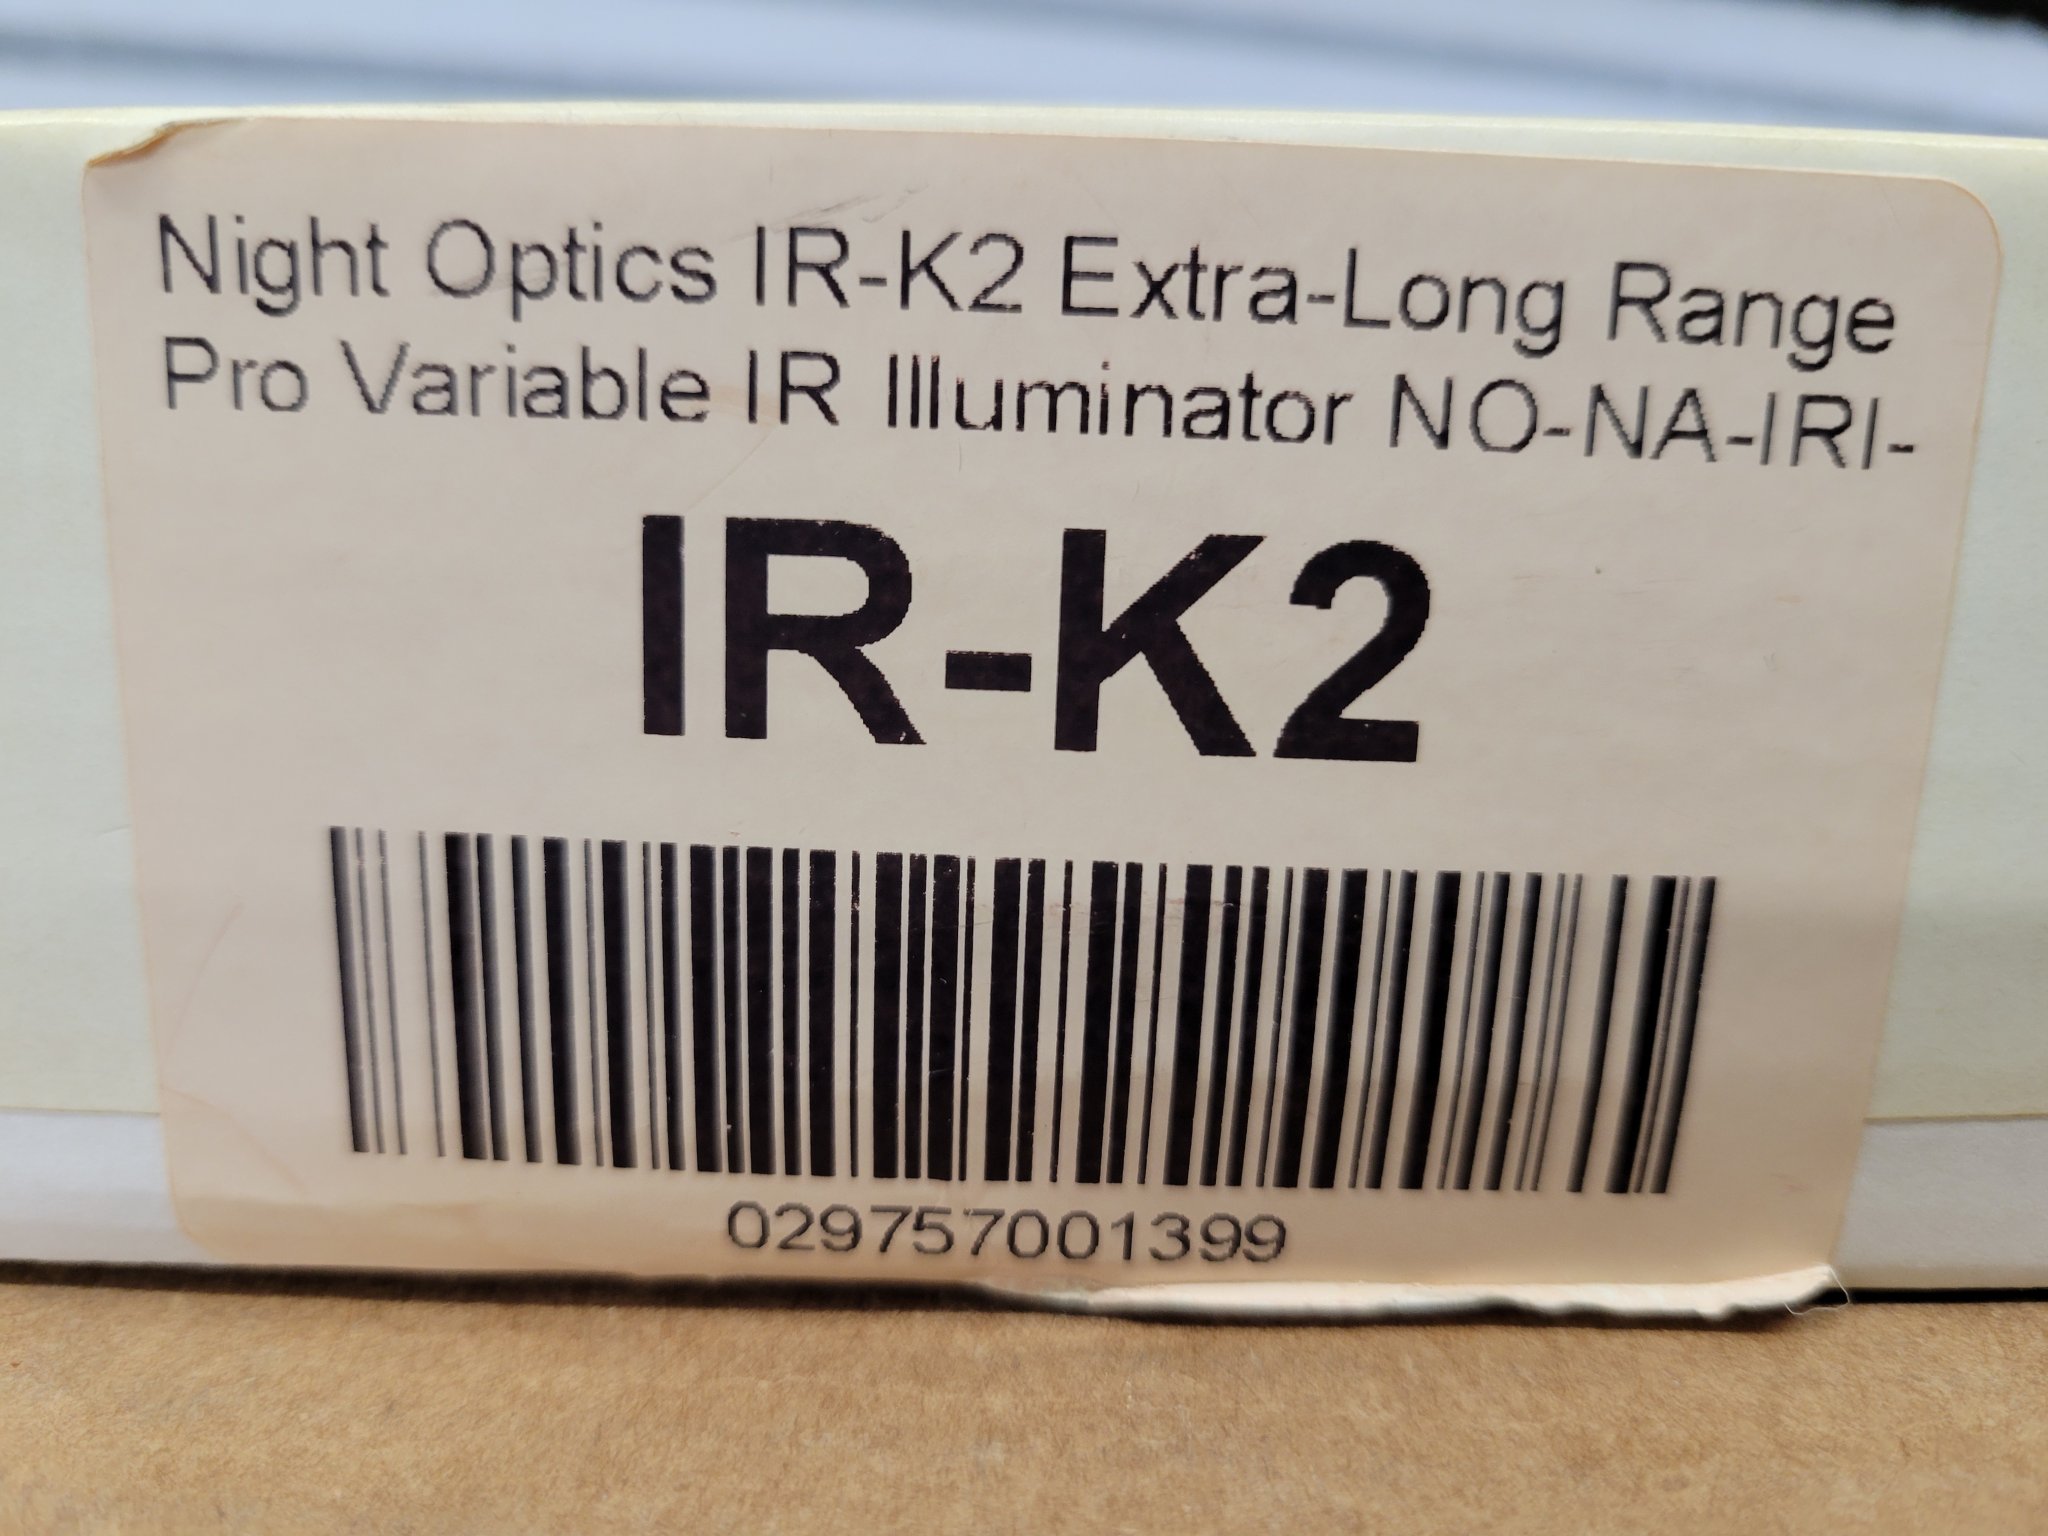 Night Optics IR-K2 Extra-Long Range
Pro Variable IR Illuminator NO-NA-IRI-
IR-K2
029757001399